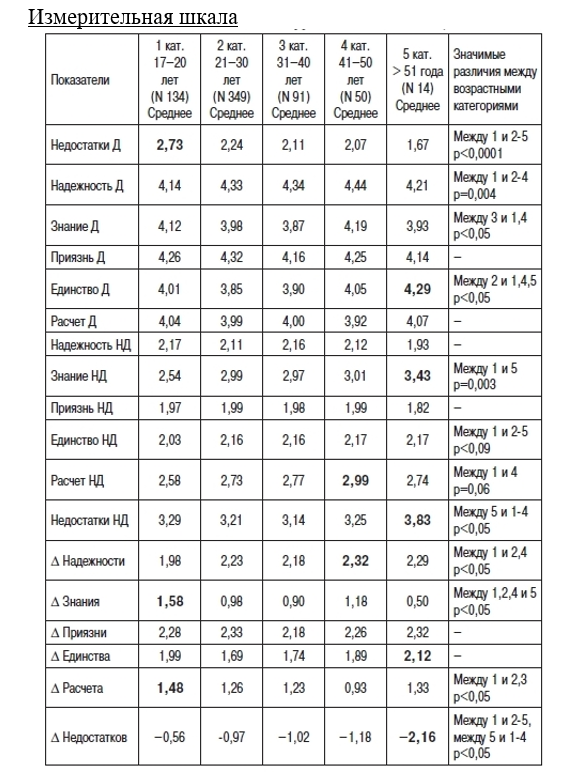 Измерительная шкала
Показатели | 1 кат. 17–20 лет (N 134) Среднее | 2 кат. 21–30 лет (N 349) Среднее | 3 кат. 31–40 лет (N 91) Среднее | 4 кат. 41–50 лет (N 50) Среднее | 5 кат. > 51 года (N 14) Среднее | Значимые различия между возрастными категориями
Недостатки Д | 2,73 | 2,24 | 2,11 | 2,07 | 1,67 | Между 1 и 2-5 p<0,0001
Надежность Д | 4,14 | 4,33 | 4,34 | 4,44 | 4,21 | Между 1 и 2-4 p=0,004
Знание Д | 4,12 | 3,98 | 3,87 | 4,19 | 3,93 | Между 3 и 1,4 p<0,05
Приязнь Д | 4,26 | 4,32 | 4,16 | 4,25 | 4,14 | –
Единство Д | 4,01 | 3,85 | 3,90 | 4,05 | 4,29 | Между 2 и 1,4,5 p<0,05
Расчет Д | 4,04 | 3,99 | 4,00 | 3,92 | 4,07 | –
Надежность НД | 2,17 | 2,11 | 2,16 | 2,12 | 1,93 | –
Знание НД | 2,54 | 2,99 | 2,97 | 3,01 | 3,43 | Между 1 и 5 p=0,003
Приязнь НД | 1,97 | 1,99 | 1,98 | 1,99 | 1,82 | –
Единство НД | 2,03 | 2,16 | 2,16 | 2,17 | 2,17 | Между 1 и 2-5 p<0,09
Расчет НД | 2,58 | 2,73 | 2,77 | 2,99 | 2,74 | Между 1 и 4 p=0,06
Недостатки НД | 3,29 | 3,21 | 3,14 | 3,25 | 3,83 | Между 5 и 1-4 p<0,05
Δ Надежности | 1,98 | 2,23 | 2,18 | 2,32 | 2,29 | Между 1 и 2,4 p<0,05
Δ Знания | 1,58 | 0,98 | 0,90 | 1,18 | 0,50 | Между 1,2,4 и 5 p<0,05
Δ Приязни | 2,28 | 2,33 | 2,18 | 2,26 | 2,32 | –
Δ Единства | 1,99 | 1,69 | 1,74 | 1,89 | 2,12 | –
Δ Расчета | 1,48 | 1,26 | 1,23 | 0,93 | 1,33 | Между 1 и 2,3 p<0,05
Δ Недостатков | –0,56 | -0,97 | –1,02 | –1,18 | –2,16 | Между 1 и 2-5, между 5 и 1-4 p<0,05